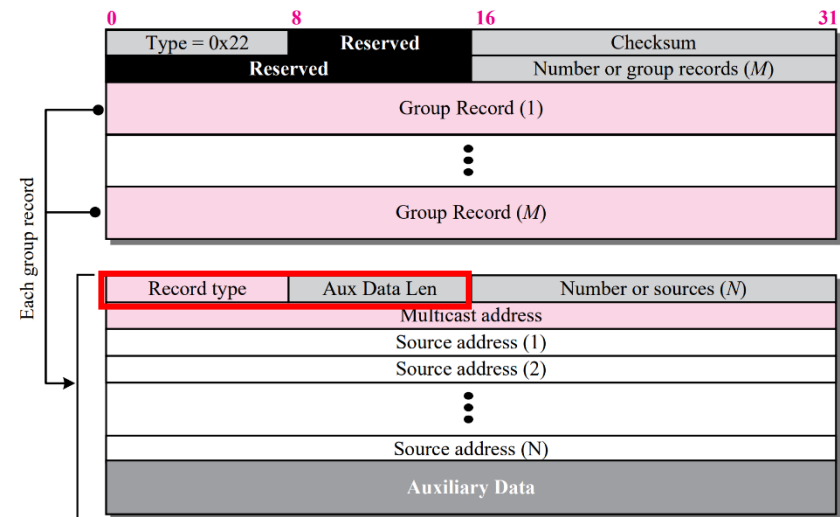 0 8 16 31
Type = 0x22 Reserved Checksum
Reserved Number or group records (M)
Group Record (1)
Group Record (M)
Each group record
Record type Aux Data Len Number or sources (N)
Multicast address
Source address (1)
Source address (2)
Source address (N)
Auxiliary Data